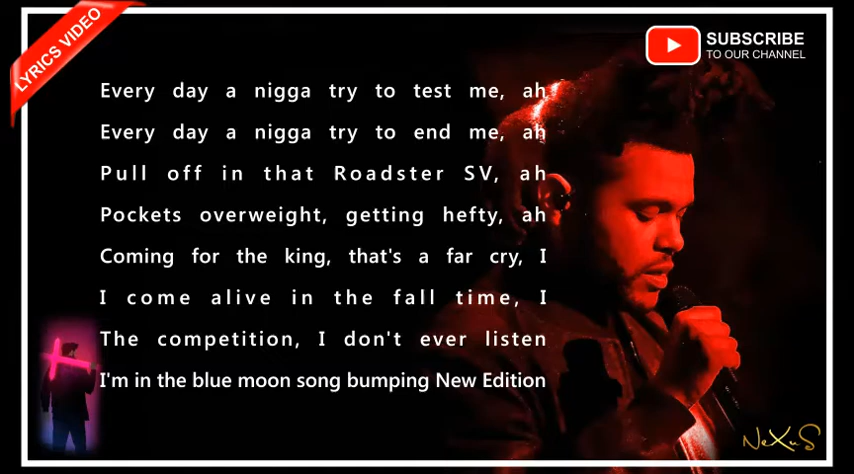 LYRICS VIDEO
SUBSCRIBE
TO OUR CHANNEL
Every day a nigga try to test me, ah
Every day a nigga try to end me, ah
Pull off in that Roadster SV, ah
Pockets overweight, getting hefty, ah
Coming for the king, that's a far cry, I
I come alive in the fall time, I
The competition, I don't ever listen
I'm in the blue moon song bumping New Edition
NeXuS